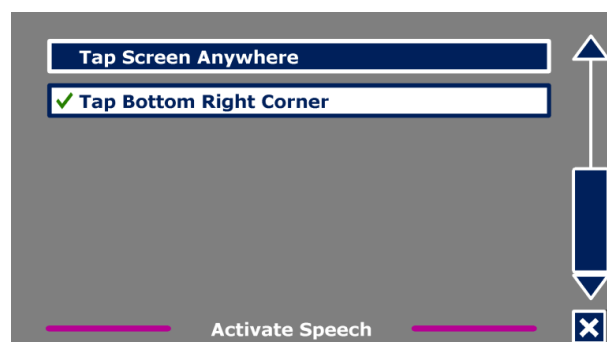 Tap Screen Anywhere
Tap Bottom Right Corner
Activate Speech